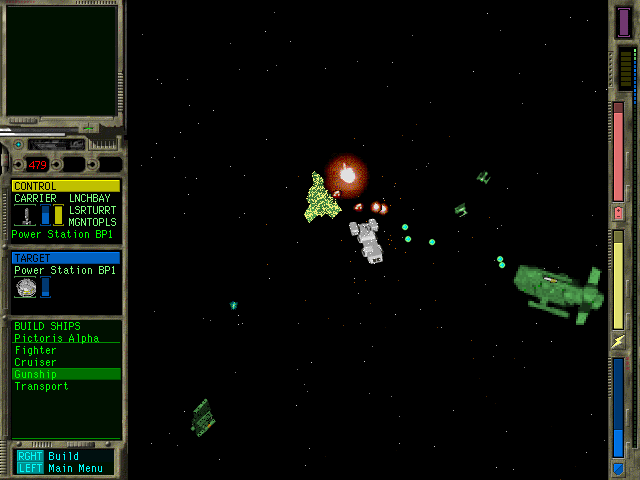 479
CONTROL
CARRIER LNCHBAY
LSRTURRT
MGNTOPLS
Power Station BP1
TARGET
Power Station BP1
BUILD SHIPS
Pictoris Alpha
Fighter
Cruiser
Gunship
Transport
RGHT Build
LEFT Main Menu